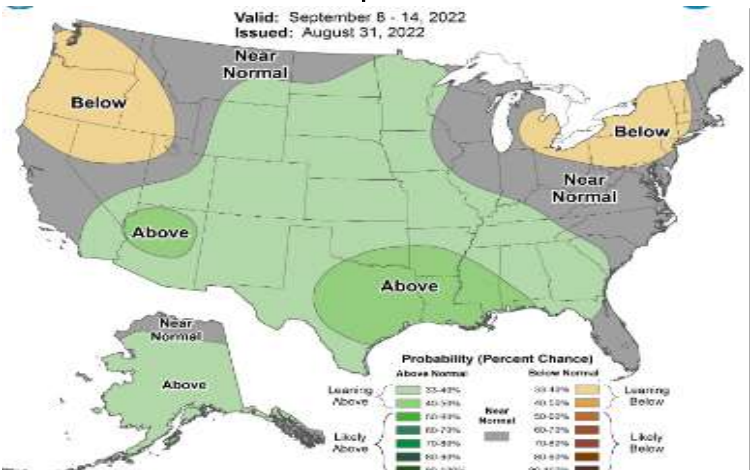 Valid: September 8 - 14, 2022
Issued: August 31, 2022
Near
Normal
Below
Below
Near
Normal
Above
Above
Near
Normal
Above
Probability (Percent Chance)
Above Normal
Below Normal
Leaning
Above
33-40%
40-50%
Likely
Above
50-60%
60-70%
70-80%
80-90%
Near
Normal
33-40%
40-50%
Leaning
Below
50-60%
60-70%
70-80%
80-90%
Likely
Below